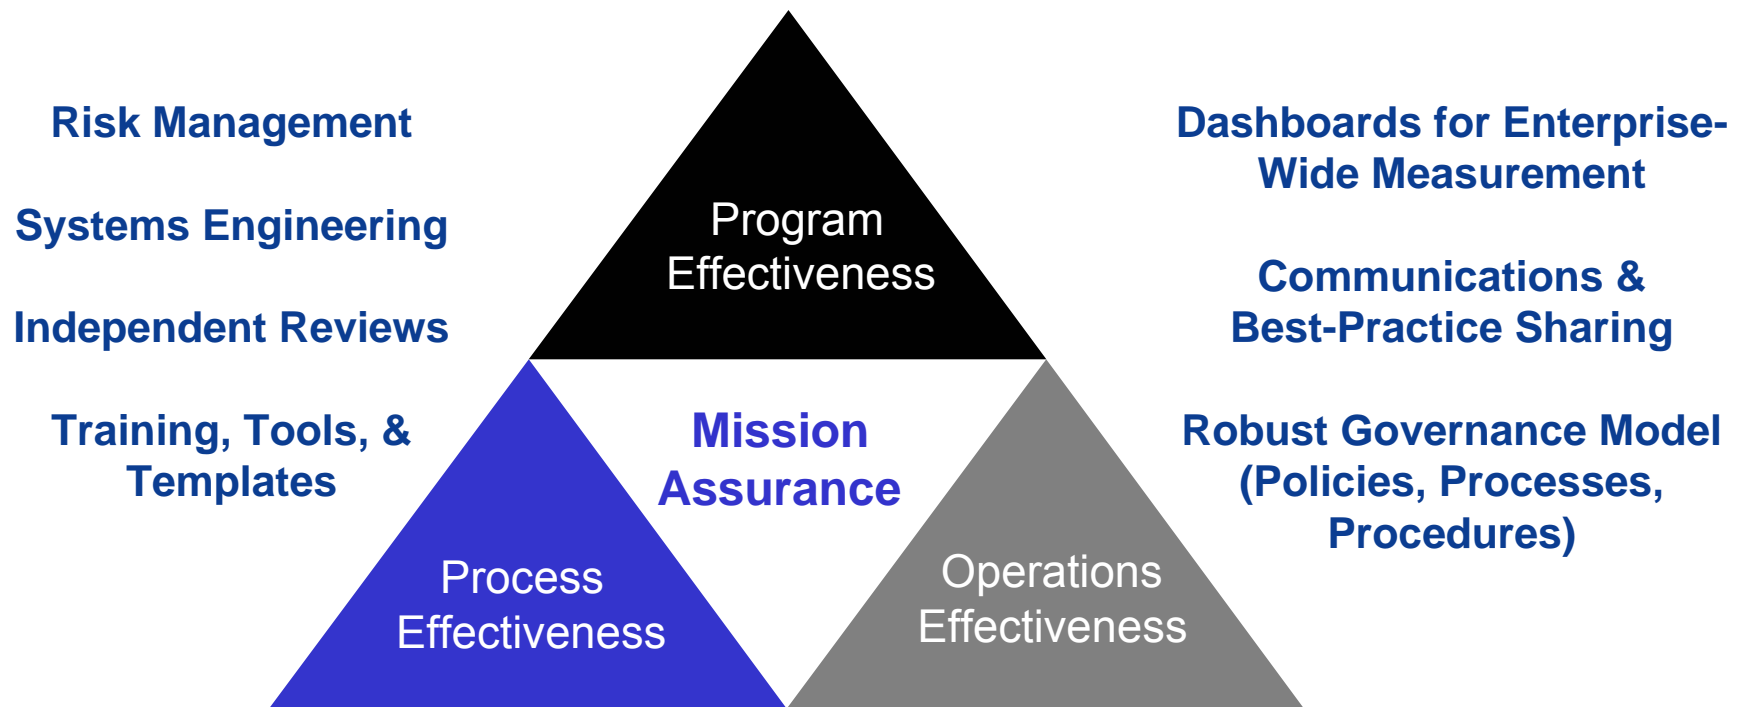 Risk Management
Systems Engineering
Independent Reviews
Training, Tools, &
Templates
Program
Effectiveness
Mission
Assurance
Process
Effectiveness
Operations
Effectiveness
Dashboards for Enterprise-
Wide Measurement
Communications &
Best-Practice Sharing
Robust Governance Model
(Policies, Processes,
Procedures)